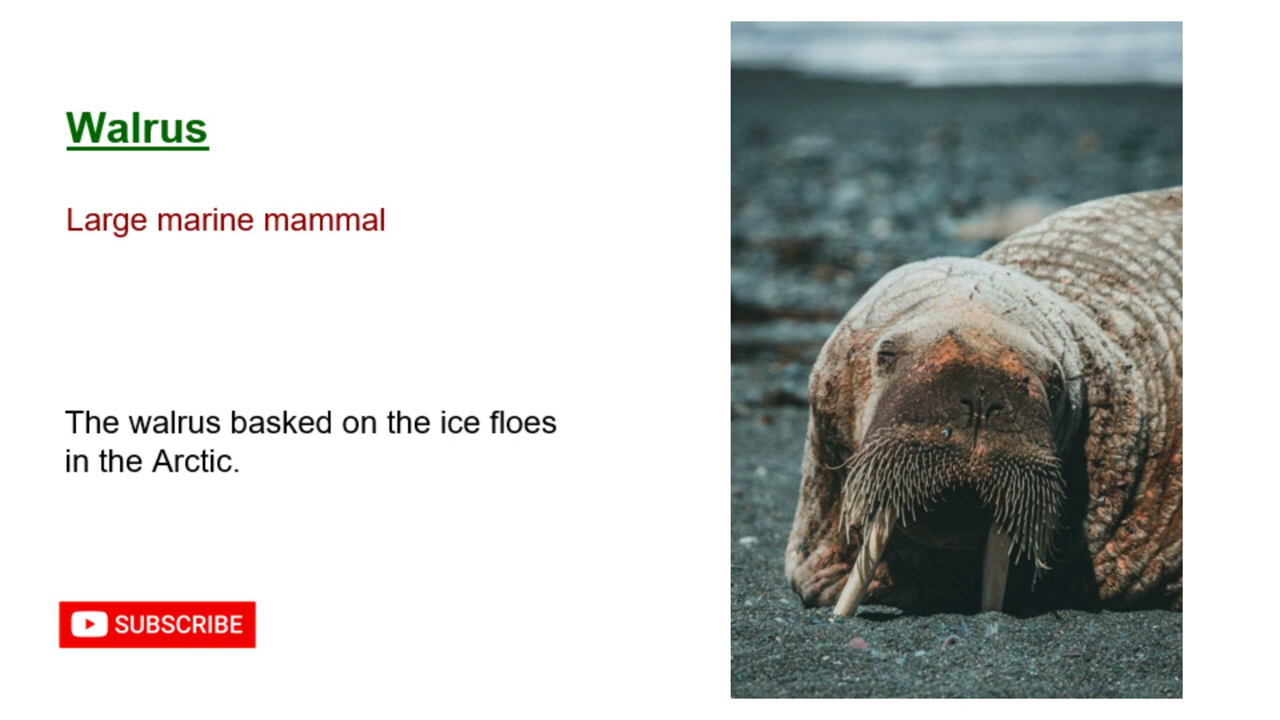 Walrus
Large marine mammal
The walrus basked on the ice floes
in the Arctic.
SUBSCRIBE